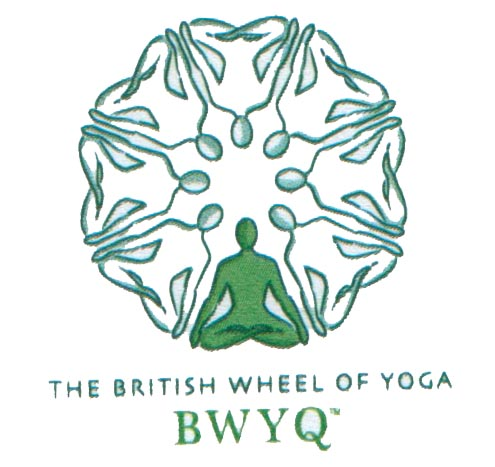 THE BRITISH WHEEL OF YOGA
BWYQ™